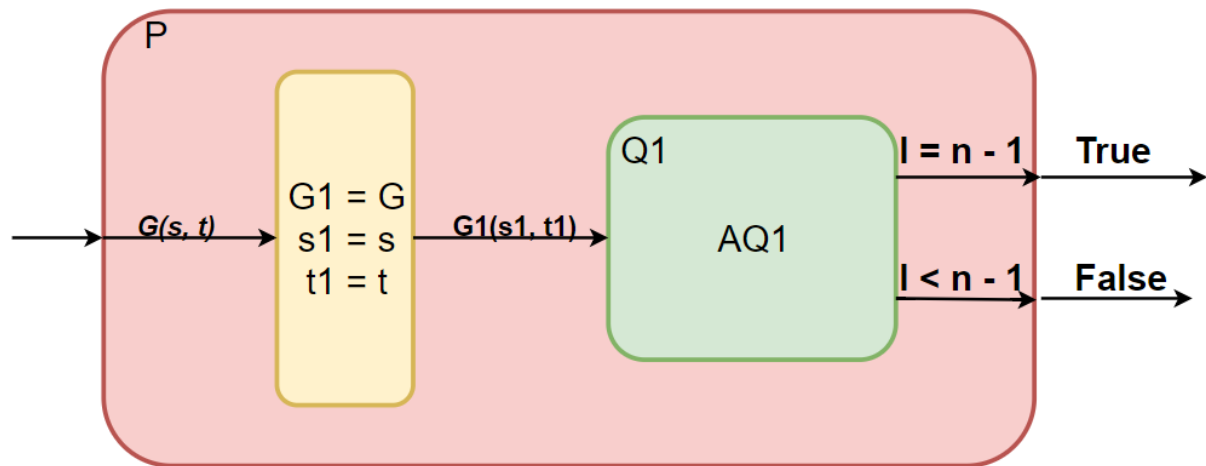 P
G(s, t)
G1 = G
s1 = s
t1 = t
G1(s1, t1)
Q1
AQ1
l = n - 1
True
l < n - 1
False